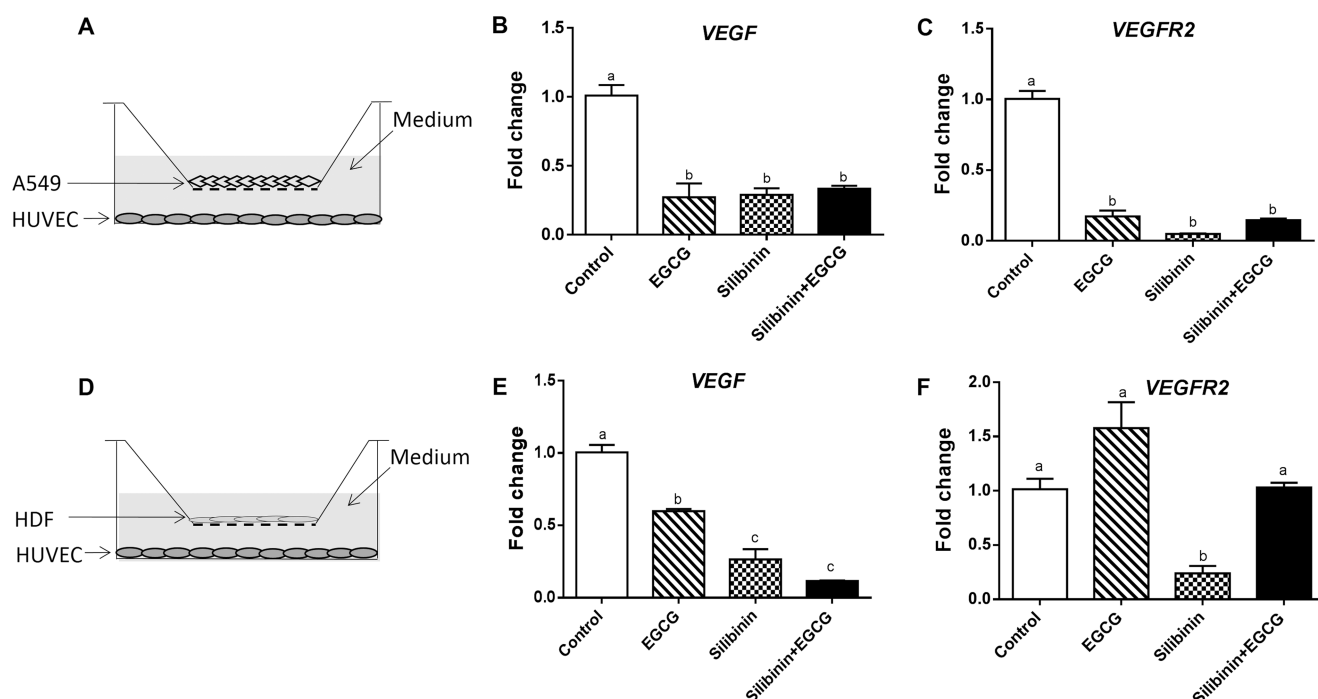 A
Medium
A549
HUVEC
B
VEGF
Fold change
1.5
1.0
0.5
0.0
a
b
b
b
Control
EGCG
Silibinin
Silibinin+EGCG
C
VEGFR2
Fold change
1.5
1.0
0.5
0.0
a
b
b
b
Control
EGCG
Silibinin
Silibinin+EGCG
D
Medium
HDF
HUVEC
E
VEGF
Fold change
1.5
1.0
0.5
0.0
a
b
c
c
Control
EGCG
Silibinin
Silibinin+EGCG
F
VEGFR2
Fold change
2.0
1.5
1.0
0.5
0.0
a
a
b
a
Control
EGCG
Silibinin
Silibinin+EGCG